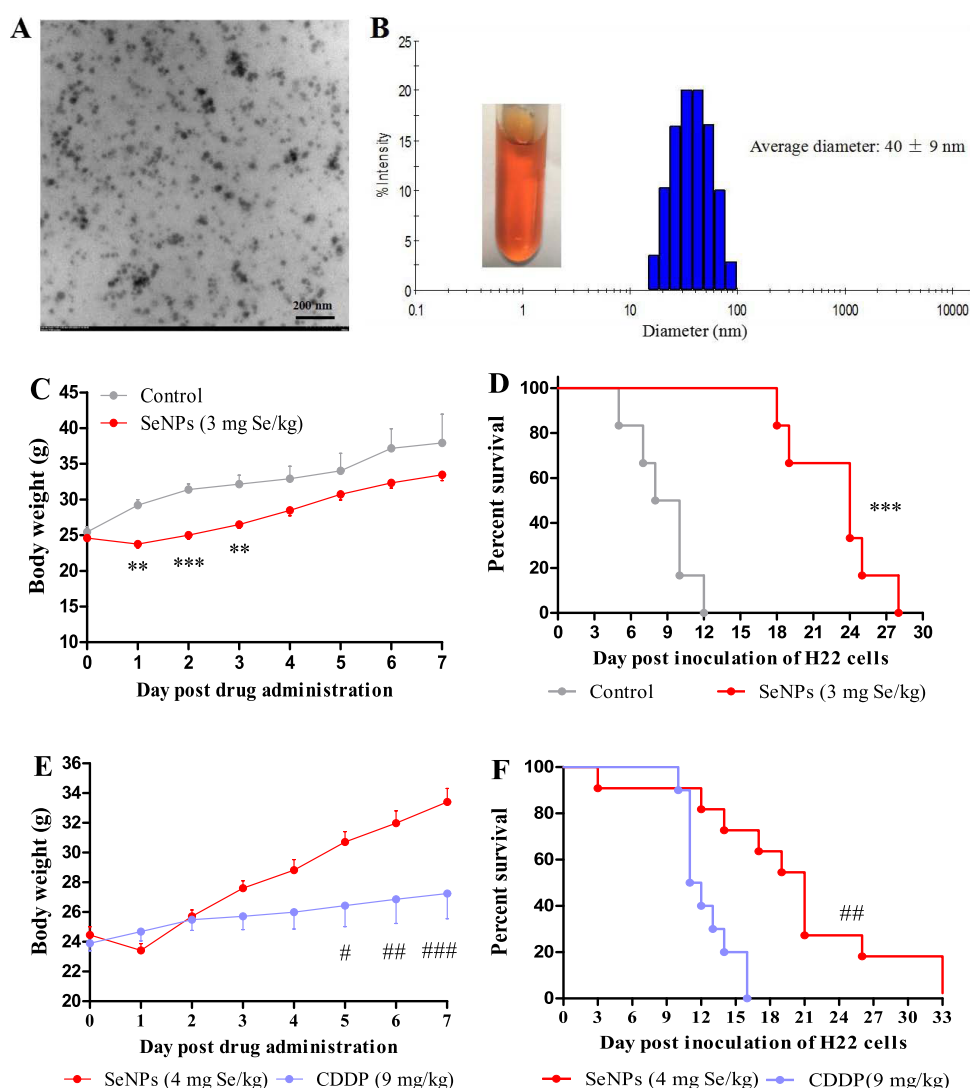 A
200 nm
B
25
20
15
10
5
0
% Intensity
Average diameter: 40 ± 9 nm
0.1 1 10 100 1000 10000
Diameter (nm)
C
45
40
35
30
25
20
15
10
Body weight (g)
Control
SeNPs (3 mg Se/kg)
** *** **
0 1 2 3 4 5 6 7
Day post drug administration
D
100
80
60
40
20
0
Percent survival
***
0 3 6 9 12 15 18 21 24 27 30
Day post inoculation of H22 cells
Control SeNPs (3 mg Se/kg)
E
36
34
32
30
28
26
24
22
20
Body weight (g)
# ## ###
0 1 2 3 4 5 6 7
Day post drug administration
SeNPs (4 mg Se/kg) CDDP (9 mg/kg)
F
100
80
60
40
20
0
Percent survival
##
0 3 6 9 12 15 18 21 24 27 30 33
Day post inoculation of H22 cells
SeNPs (4 mg Se/kg) CDDP(9 mg/kg)